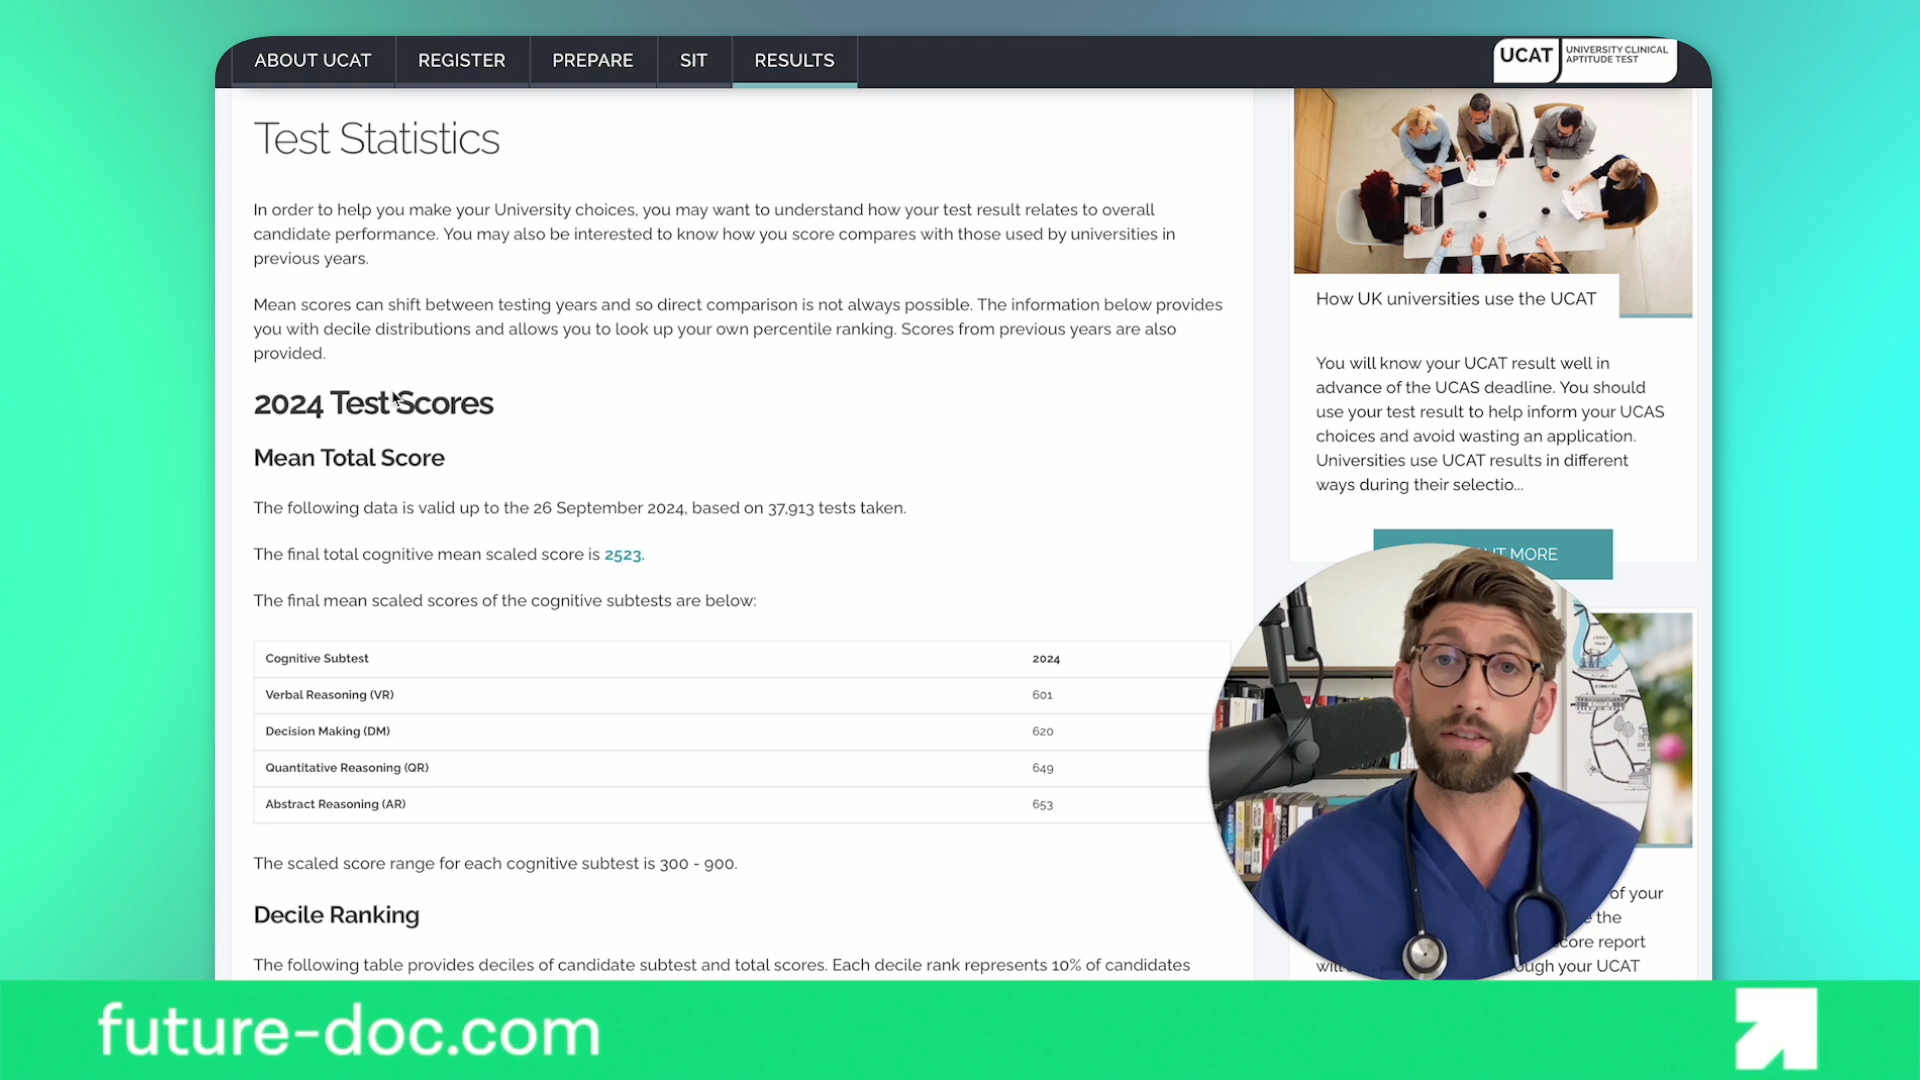 ABOUT UCAT
REGISTER
PREPARE
SIT
RESULTS
UCAT
UNIVERSITY CLINICAL
APTITUDE TEST
Test Statistics
In order to help you make your University choices, you may want to understand how your test result relates to overall
candidate performance. You may also be interested to know how you score compares with those used by universities in
previous years.
Mean scores can shift between testing years and so direct comparison is not always possible. The information below provides
you with decile distributions and allows you to look up your own percentile ranking. Scores from previous years are also
provided.
2024 Test Scores
Mean Total Score
The following data is valid up to the 26 September 2024, based on 37,913 tests taken.
The final total cognitive mean scaled score is 2523.
The final mean scaled scores of the cognitive subtests are below:
Cognitive Subtest 2024
Verbal Reasoning (VR) 601
Decision Making (DM) 620
Quantitative Reasoning (QR) 649
Abstract Reasoning (AR) 653
The scaled score range for each cognitive subtest is 300 - 900.
Decile Ranking
The following table provides deciles of candidate subtest and total scores. Each decile rank represents 10% of candidates
How UK universities use the UCAT
You will know your UCAT result well in
advance of the UCAS deadline. You should
use your test result to help inform your UCAS
choices and avoid wasting an application.
Universities use UCAT results in different
ways during their selectio...
MORE
of your
the
score report
your UCAT
future-doc.com